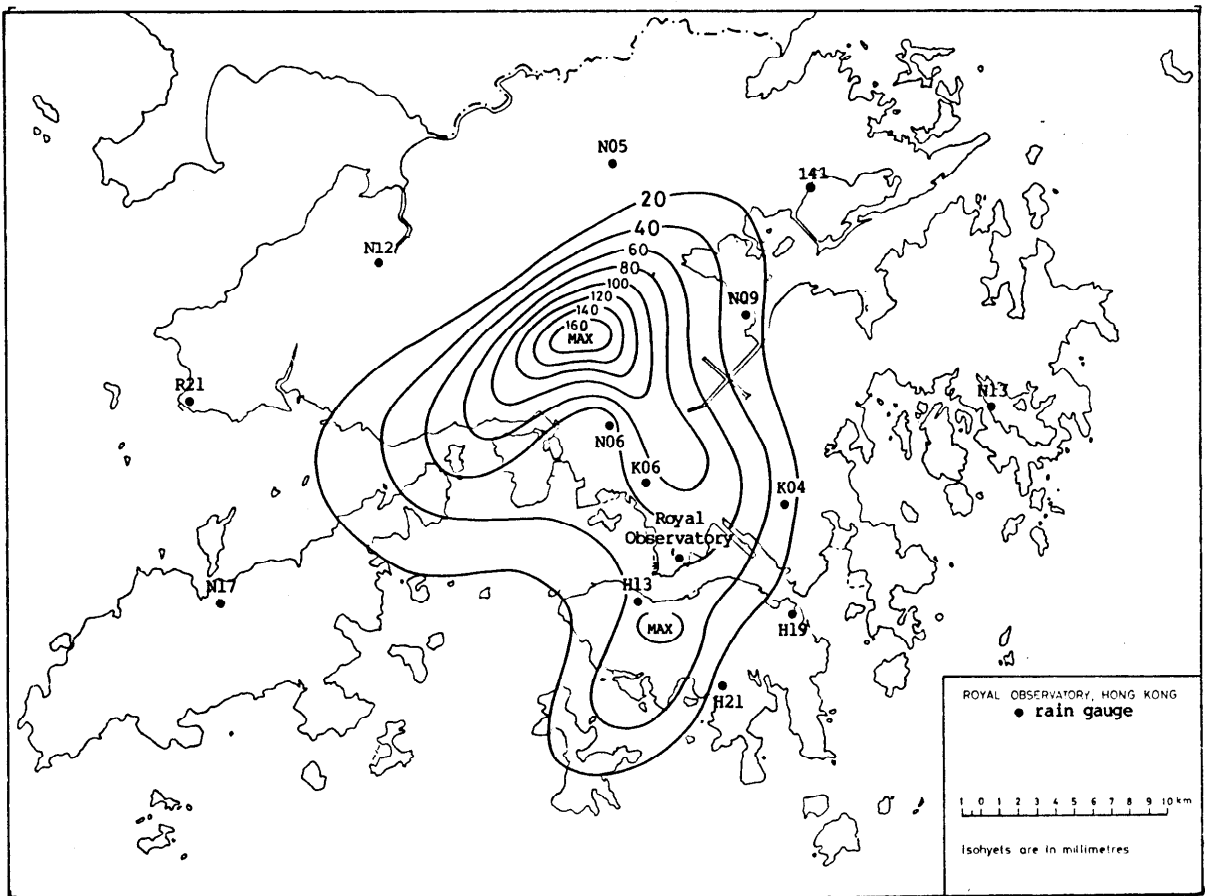 N05
141
20
N12
40
60
80
100
120
N09
140
160
MAX
R21
N13
N06
K06
K04
Royal
Observatory
N17
H13
H19
MAX
H21
ROYAL OBSERVATORY, HONG KONG
● rain gauge
1 0 1 2 3 4 5 6 7 8 9 10 km
Isohyets are in millimetres